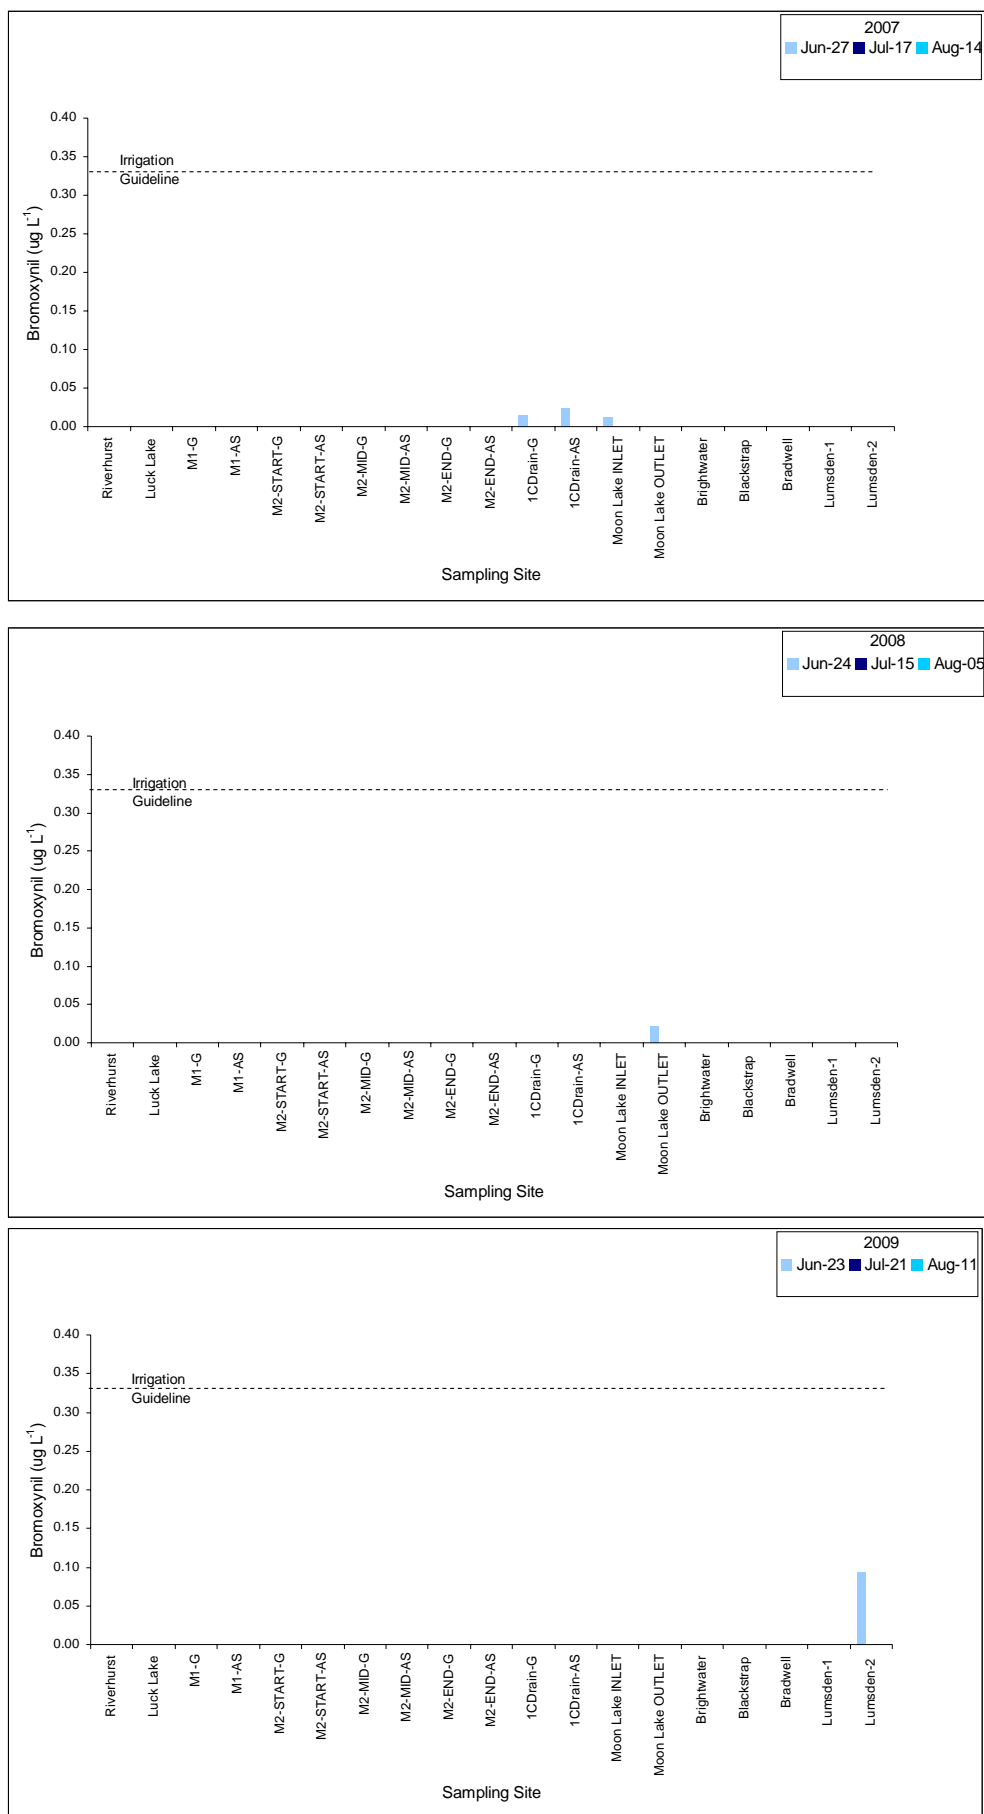 2007
Jun-27 Jul-17 Aug-14
0.40
0.35
0.30
0.25
0.20
0.15
0.10
0.05
0.00
Irrigation
Guideline
Bromoxynil (ug L-1)
Riverhurst
Luck Lake
M1-G
M1-AS
M2-START-G
M2-START-AS
M2-MID-G
M2-MID-AS
M2-END-G
M2-END-AS
1CDrain-G
1CDrain-AS
Moon Lake INLET
Moon Lake OUTLET
Brightwater
Blackstrap
Bradwell
Lumsden-1
Lumsden-2
Sampling Site
2008
Jun-24 Jul-15 Aug-05
0.40
0.35
0.30
0.25
0.20
0.15
0.10
0.05
0.00
Irrigation
Guideline
Bromoxynil (ug L-1)
Riverhurst
Luck Lake
M1-G
M1-AS
M2-START-G
M2-START-AS
M2-MID-G
M2-MID-AS
M2-END-G
M2-END-AS
1CDrain-G
1CDrain-AS
Moon Lake INLET
Moon Lake OUTLET
Brightwater
Blackstrap
Bradwell
Lumsden-1
Lumsden-2
Sampling Site
2009
Jun-23 Jul-21 Aug-11
0.40
0.35
0.30
0.25
0.20
0.15
0.10
0.05
0.00
Irrigation
Guideline
Bromoxynil (ug L-1)
Riverhurst
Luck Lake
M1-G
M1-AS
M2-START-G
M2-START-AS
M2-MID-G
M2-MID-AS
M2-END-G
M2-END-AS
1CDrain-G
1CDrain-AS
Moon Lake INLET
Moon Lake OUTLET
Brightwater
Blackstrap
Bradwell
Lumsden-1
Lumsden-2
Sampling Site